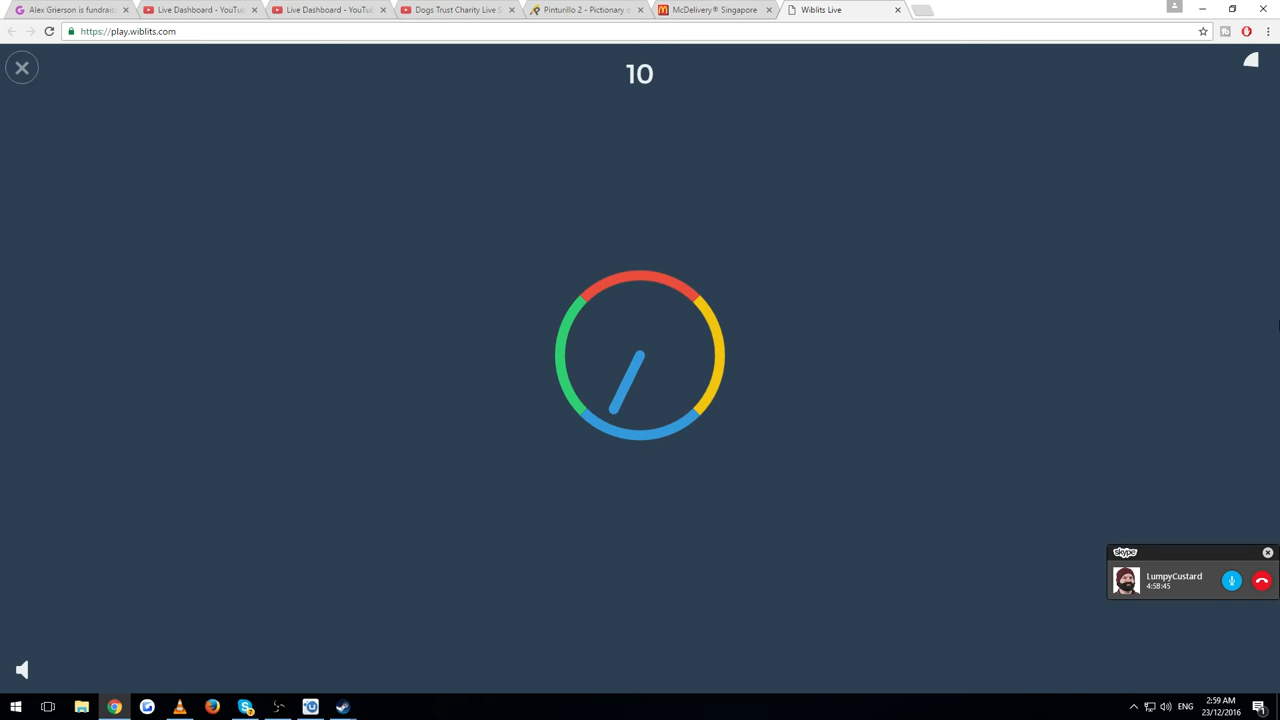 Alex Grierson is fundrais
Live Dashboard - YouTu
Live Dashboard - YouTu
Dogs Trust Charity Live S
Pinturillo 2 - Pictionary o
McDelivery® Singapore
Wiblits Live
https://play.wiblits.com
10
skype
LumpyCustard
4:58:45
ENG
2:59 AM
23/12/2016